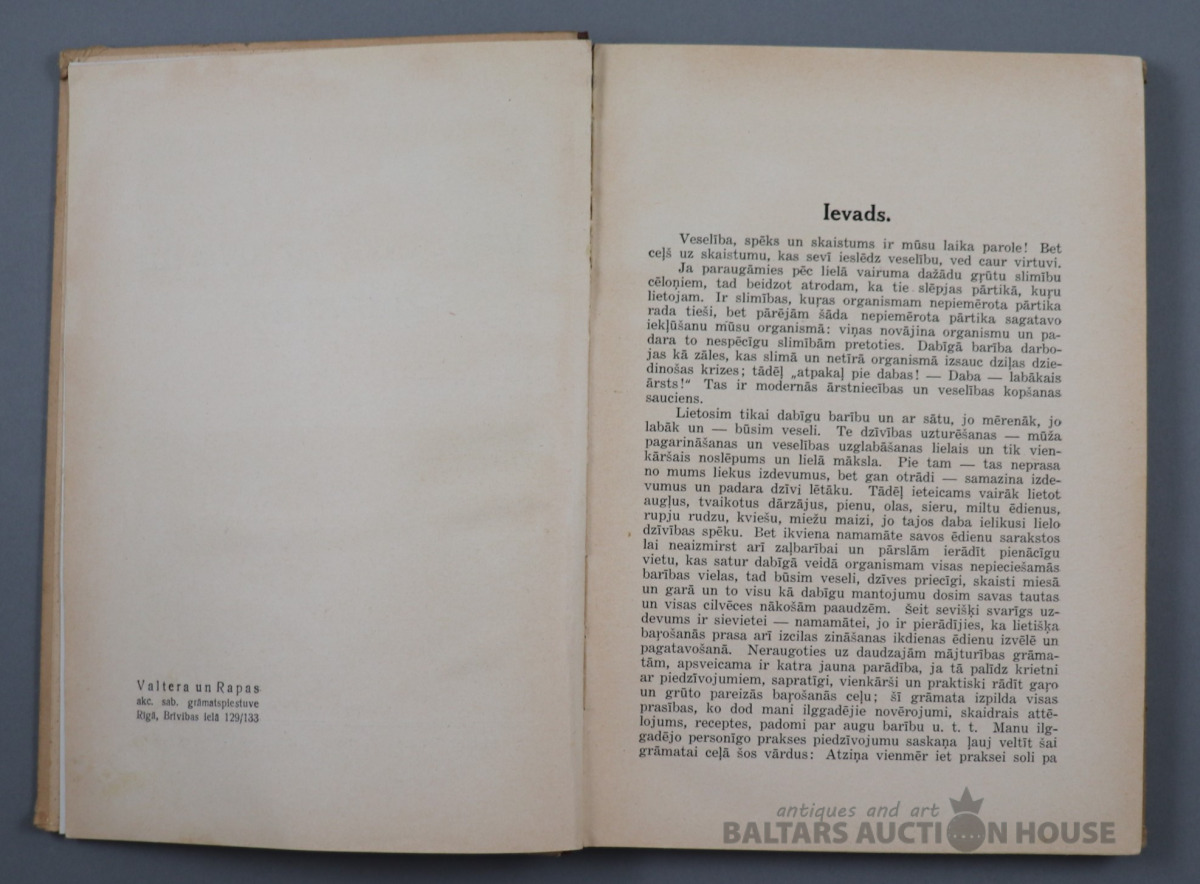 Valtera un Rapas
akc. sab. grāmatspiestuve
Rīgā, Brīvības ielā 129/133
Ievads.
Veselība, spēks un skaistums ir mūsu laika parole! Bet
ceļš uz skaistumu, kas sevī ieslēdz veselību, ved caur virtuvi.
Ja paraugāmies pēc lielā vairuma dažādu gŗūtu slimību
cēloņiem, tad beidzot atrodam, ka tie slēpjas pārtikā, kuŗu
lietojam. Ir slimības, kuŗas organismam nepiemērota pārtika
rada tieši, bet pārējām šāda nepiemērota pārtika sagatavo
iekļūšanu mūsu organismā: viņas novājina organismu un pa-
dara to nespēcīgu slimībām pretoties. Dabīgā barība darbo-
jas kā zāles, kas slimā un netīrā organismā izsauc dziļas dzie-
dinošas krizes; tādēļ „atpakaļ pie dabas! — Daba — labākais
ārsts!" Tas ir modernās ārstniecības un veselības kopšanas
sauciens.
Lietosim tikai dabīgu barību un ar sātu, jo mērenāk, jo
labāk un — būsim veseli. Te dzīvības uzturēšanas — mūža
pagarināšanas un veselības uzglabāšanas lielais un tik vien-
kāršais noslēpums un lielā māksla. Pie tam — tas neprasa
no mums liekus izdevumus, bet gan otrādi — samazina izde-
vumus un padara dzīvi lētāku. Tādēļ ieteicams vairāk lietot
augļus, tvaikotus dārzājus, pienu, olas, sieru, miltu ēdienus,
rupju rudzu, kviešu, miežu maizi, jo tajos daba ielikusi lielo
dzīvības spēku. Bet ikviena namamāte savos ēdienu sarakstos
lai neaizmirst arī zaļbarībai un pārslām ierādīt pienācīgu
vietu, kas satur dabīgā veidā organismam visas nepieciešamās
barības vielas, tad būsim veseli, dzīves priecīgi, skaisti miesā
un garā un to visu kā dabīgu mantojumu dosim savas tautas
un visas cilvēces nākošām paaudzēm. Šeit sevišķi svarīgs uz-
devums ir sievietei — namamātei, jo ir pierādījies, ka lietišķa
baŗošanās prasa arī izcilas zināšanas ikdienas ēdienu izvēlē un
pagatavošanā. Neraugoties uz daudzajām mājturības grāma-
tām, apsveicama ir katra jauna parādība, ja tā palīdz krietni
ar piedzīvojumiem, sapratīgi, vienkārši un praktiski rādīt gaŗo
un grūto pareizās baŗošanās ceļu; šī grāmata izpilda visas
prasības, ko dod mani ilggadējie novērojumi, skaidrais attē-
lojums, receptes, padomi par augu barību u. t. t. Manu ilg-
gadējo personīgo prakses piedzīvojumu saskaņa ļauj veltīt šai
grāmatai ceļā šos vārdus: Atziņa vienmēr iet praksei soli pa
antiques and art
BALTARS AUCTION HOUSE